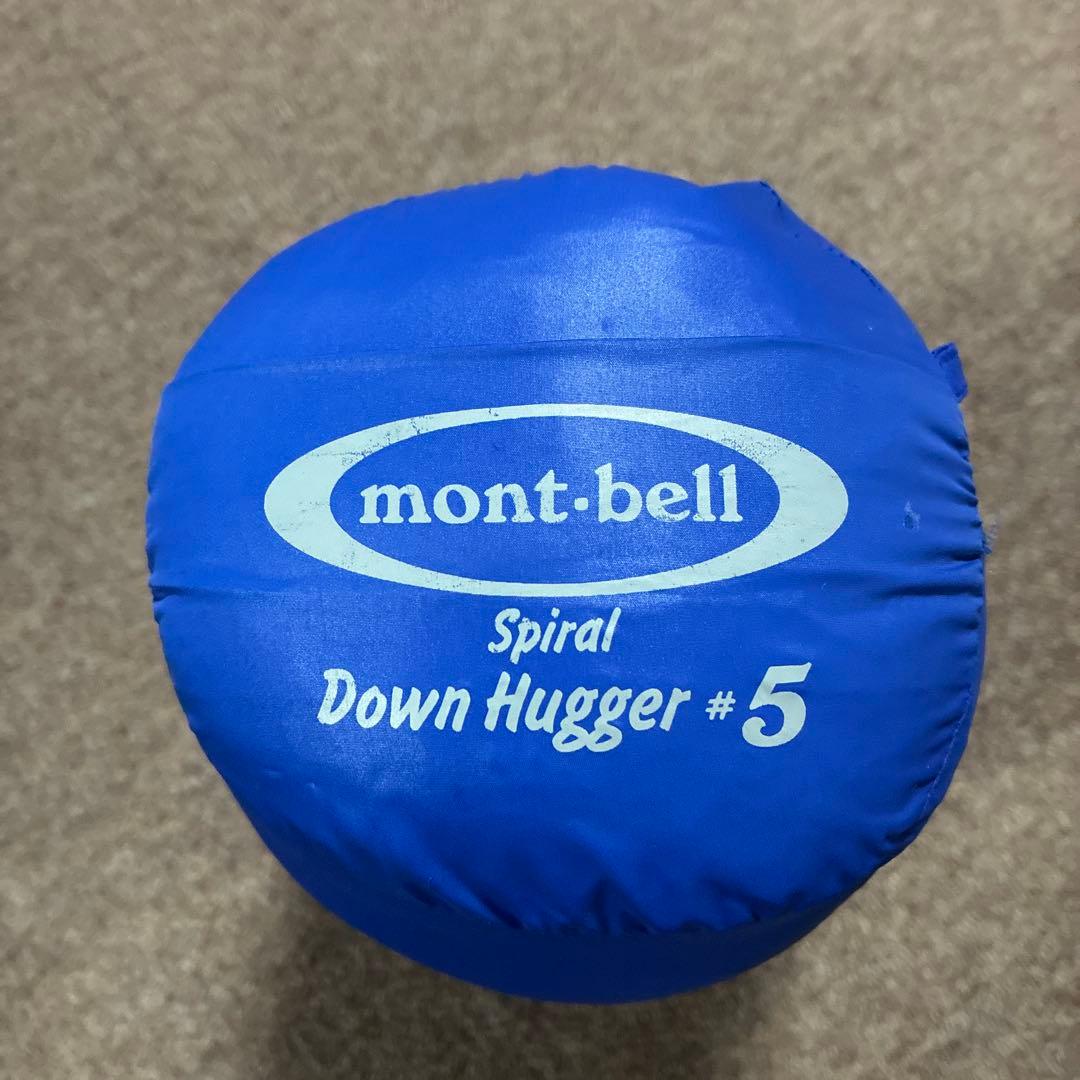 mont·bell
Spiral
Down Hugger #5